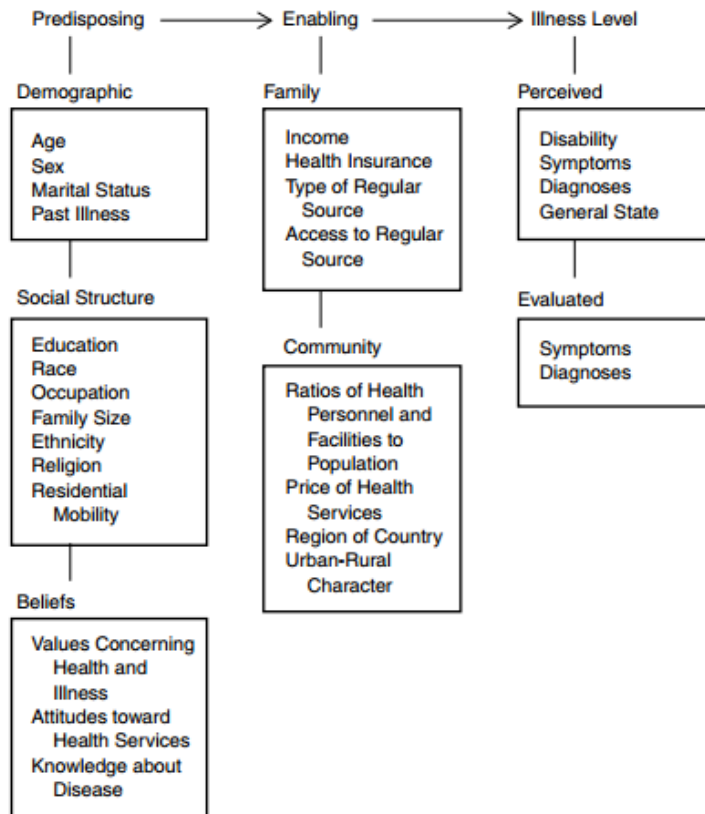 Predisposing
Enabling
Illness Level
Demographic
Age
Sex
Marital Status
Past Illness
Social Structure
Education
Race
Occupation
Family Size
Ethnicity
Religion
Residential
Mobility
Beliefs
Values Concerning
Health and
Illness
Attitudes toward
Health Services
Knowledge about
Disease
Family
Income
Health Insurance
Type of Regular
Source
Access to Regular
Source
Community
Ratios of Health
Personnel and
Facilities to
Population
Price of Health
Services
Region of Country
Urban-Rural
Character
Perceived
Disability
Symptoms
Diagnoses
General State
Evaluated
Symptoms
Diagnoses